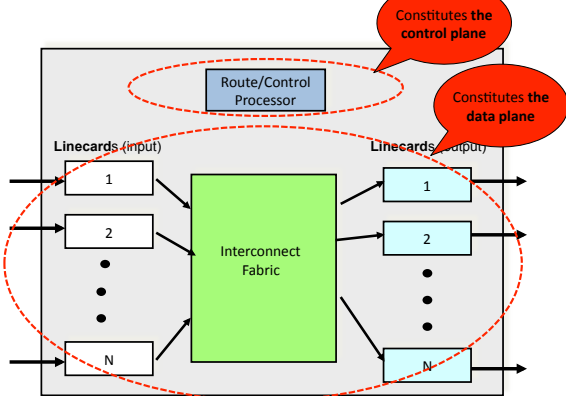 Constitutes the
control plane
Route/Control
Processor
Constitutes the
data plane
Linecards (input)
Linecards (output)
1
1
2
2
Interconnect
Fabric
N
N